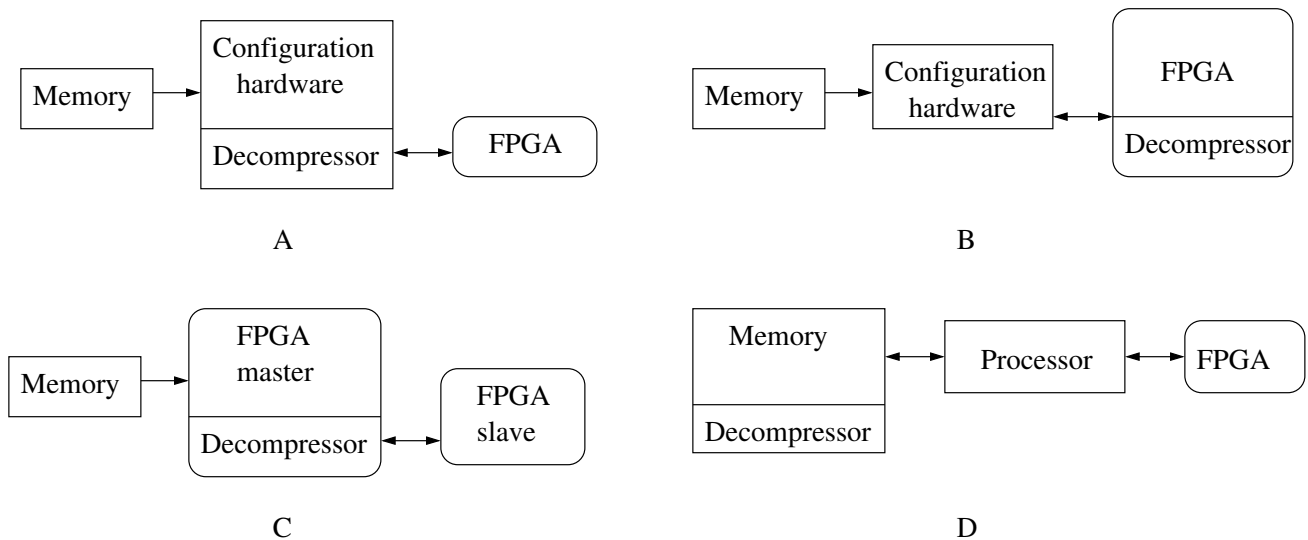 Memory
Configuration
hardware
Decompressor
FPGA
A
Memory
Configuration
hardware
FPGA
Decompressor
B
Memory
FPGA
master
Decompressor
FPGA
slave
C
Memory
Decompressor
Processor
FPGA
D